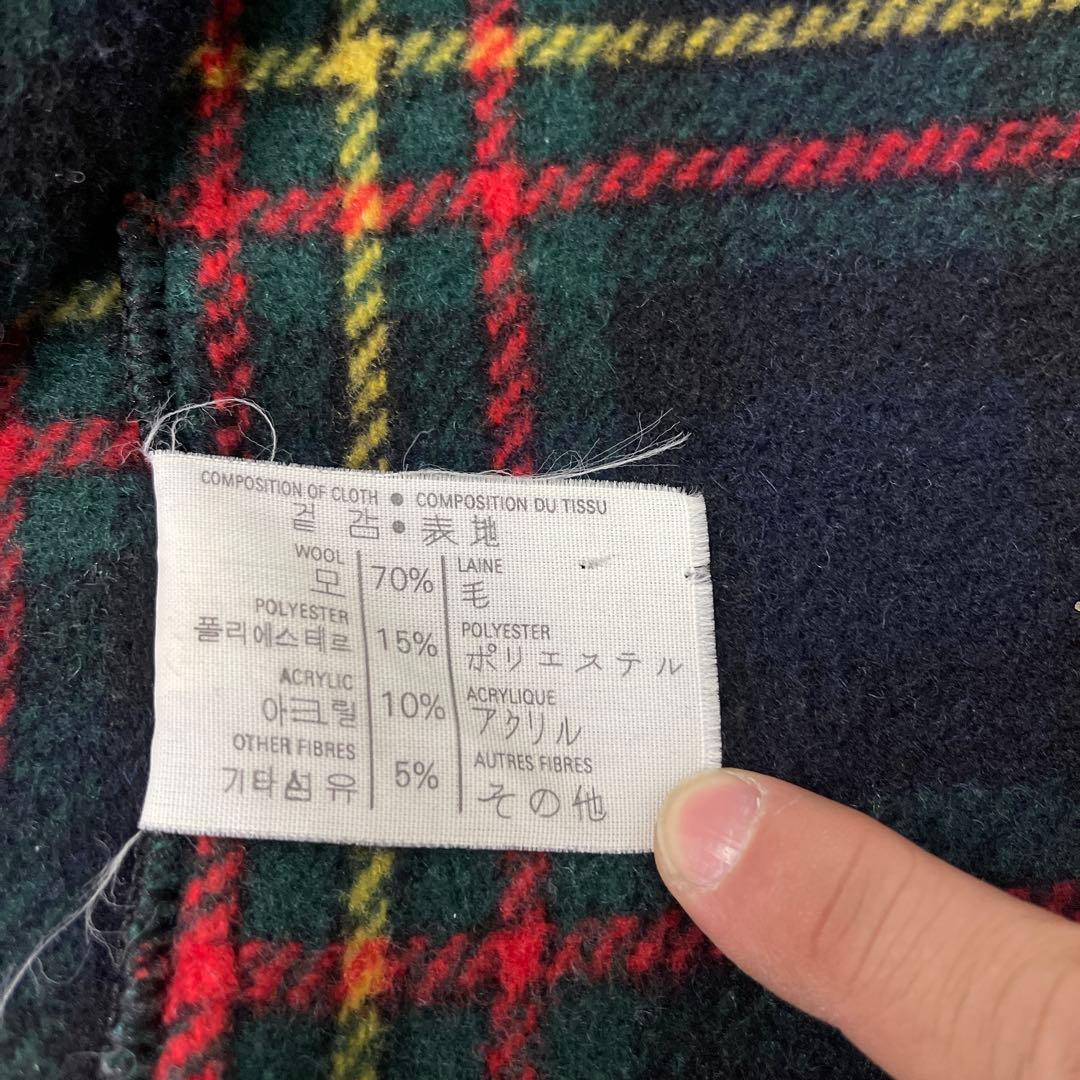 COMPOSITION OF CLOTH • COMPOSITION DU TISSU
겉 감 • 表 地
WOOL 70% LAINE
모 毛
POLYESTER 15% POLYESTER
폴리에스테르 ポリエステル
ACRYLIC 10% ACRYLIQUE
아크릴 アクリル
OTHER FIBRES 5% AUTRES FIBRES
기타섬유 その他